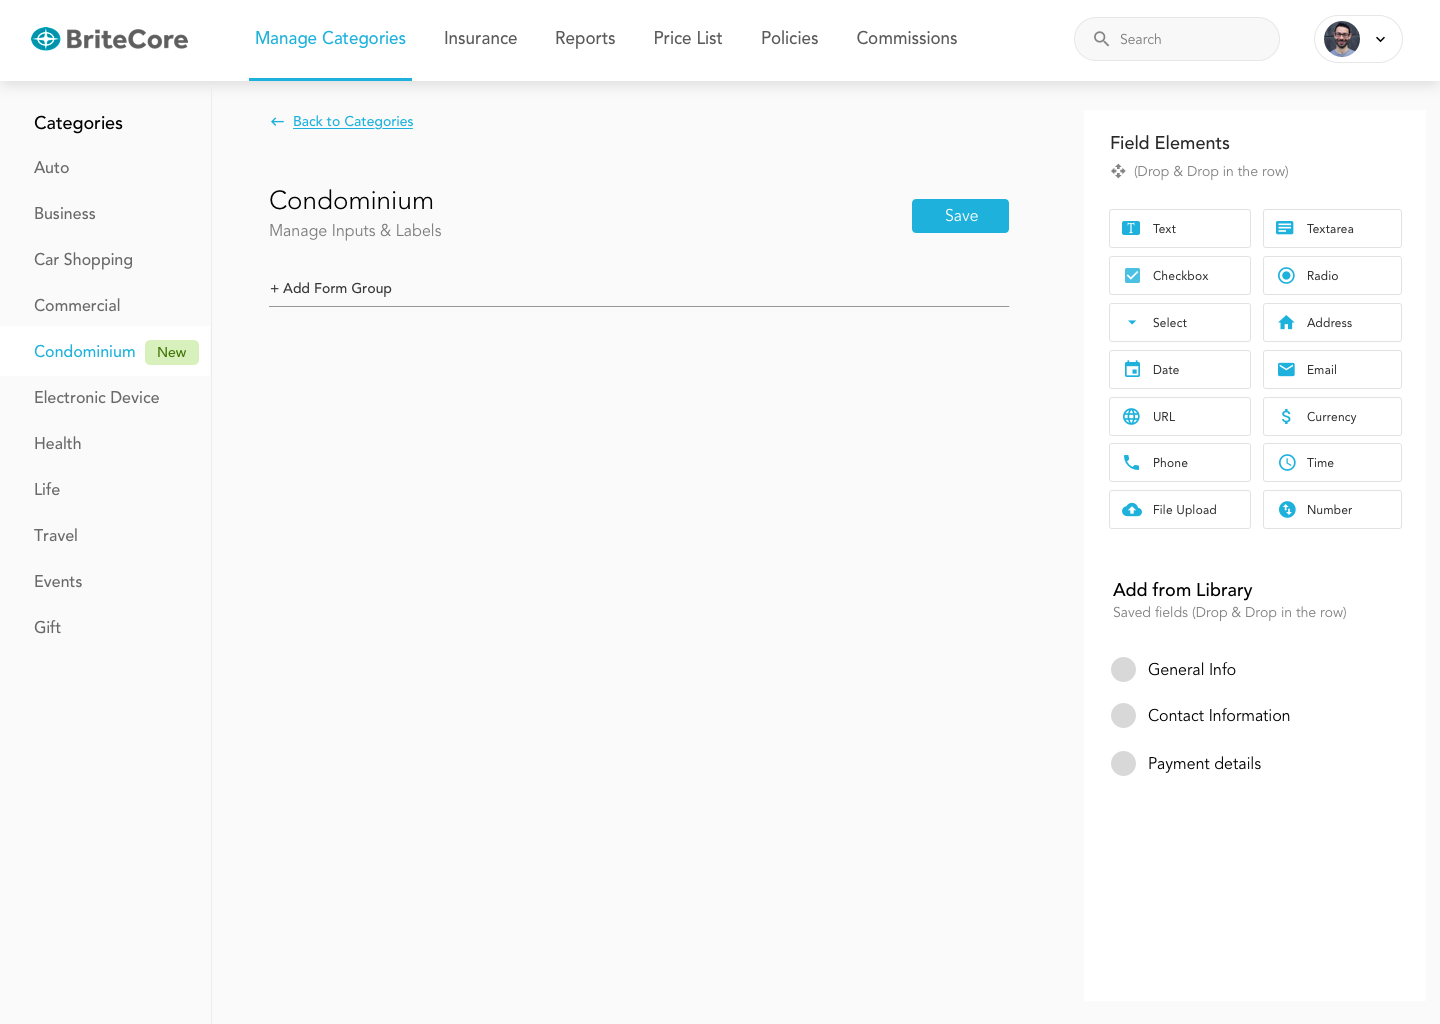 BriteCore
Manage Categories
Insurance
Reports
Price List
Policies
Commissions
Search
Categories
Auto
Business
Car Shopping
Commercial
Condominium New
Electronic Device
Health
Life
Travel
Events
Gift
Back to Categories
Condominium
Manage Inputs & Labels
Save
+ Add Form Group
Field Elements
(Drop & Drop in the row)
T Text
Textarea
Checkbox
Radio
Select
Address
Date
Email
URL
$ Currency
Phone
Time
File Upload
Number
Add from Library
Saved fields (Drop & Drop in the row)
General Info
Contact Information
Payment details